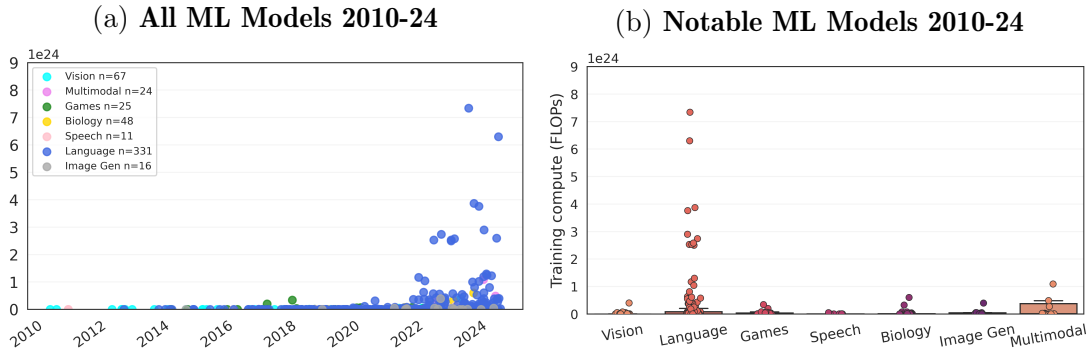 (a) All ML Models 2010-24
1e24
9
8
7
6
5
4
3
2
1
0
Vision n=67
Multimodal n=24
Games n=25
Biology n=48
Speech n=11
Language n=331
Image Gen n=16
2010
2012
2014
2016
2018
2020
2022
2024
(b) Notable ML Models 2010-24
1e24
Training compute (FLOPs)
9
8
7
6
5
4
3
2
1
0
Vision
Language
Games
Speech
Biology
Image Gen
Multimodal